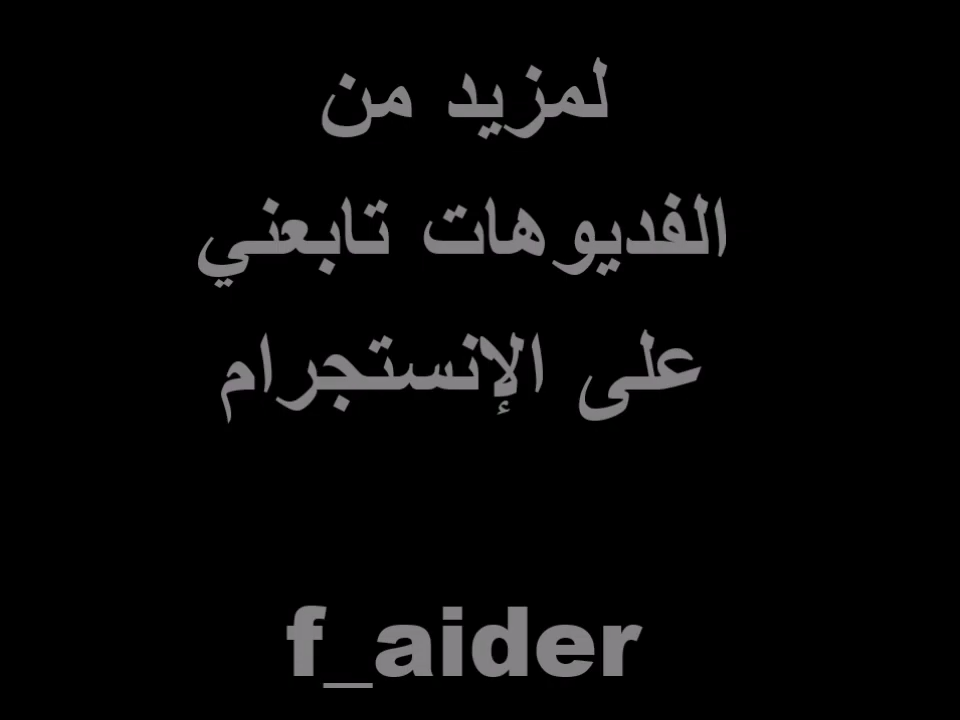 لمزيد من
الفديوهات تابعني
على الإنستجرام
f_aider